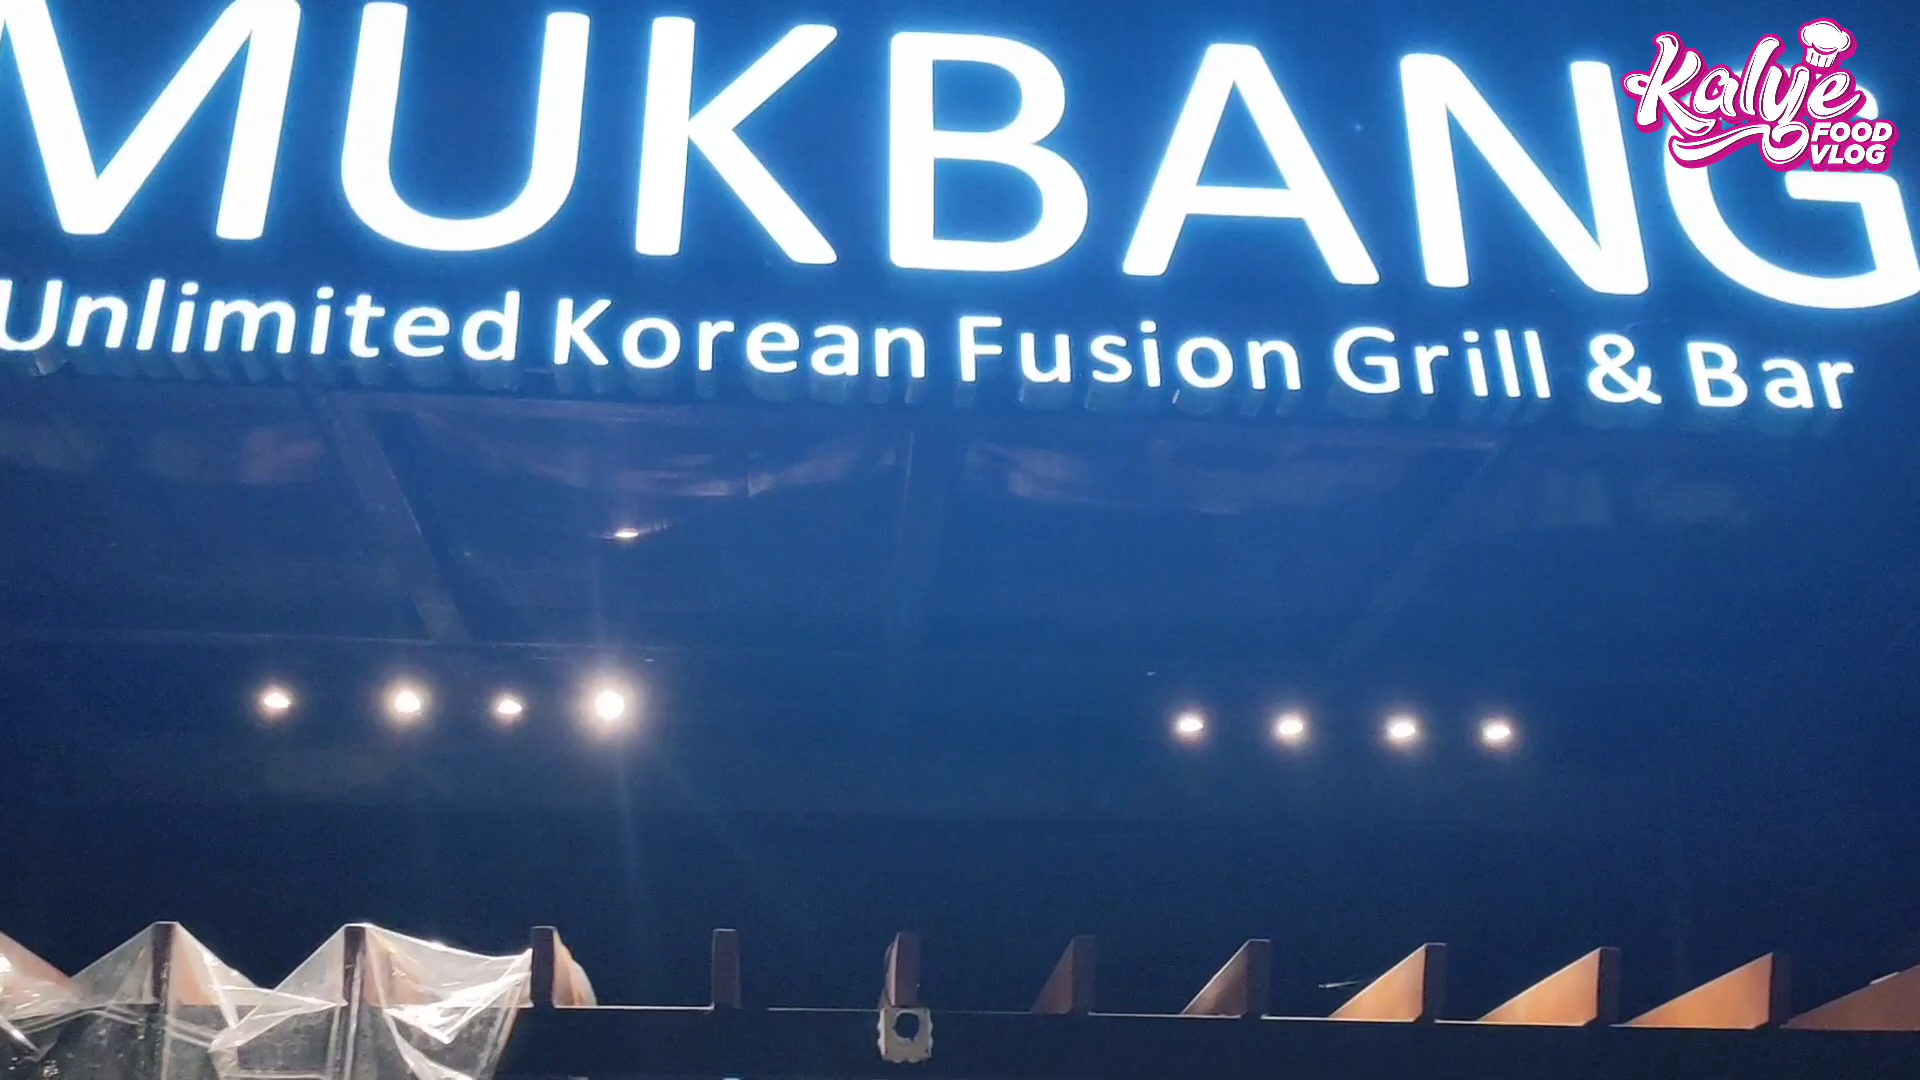 MUKBANG
Unlimited Korean Fusion Grill & Bar
Kalye
FOOD
VLOG